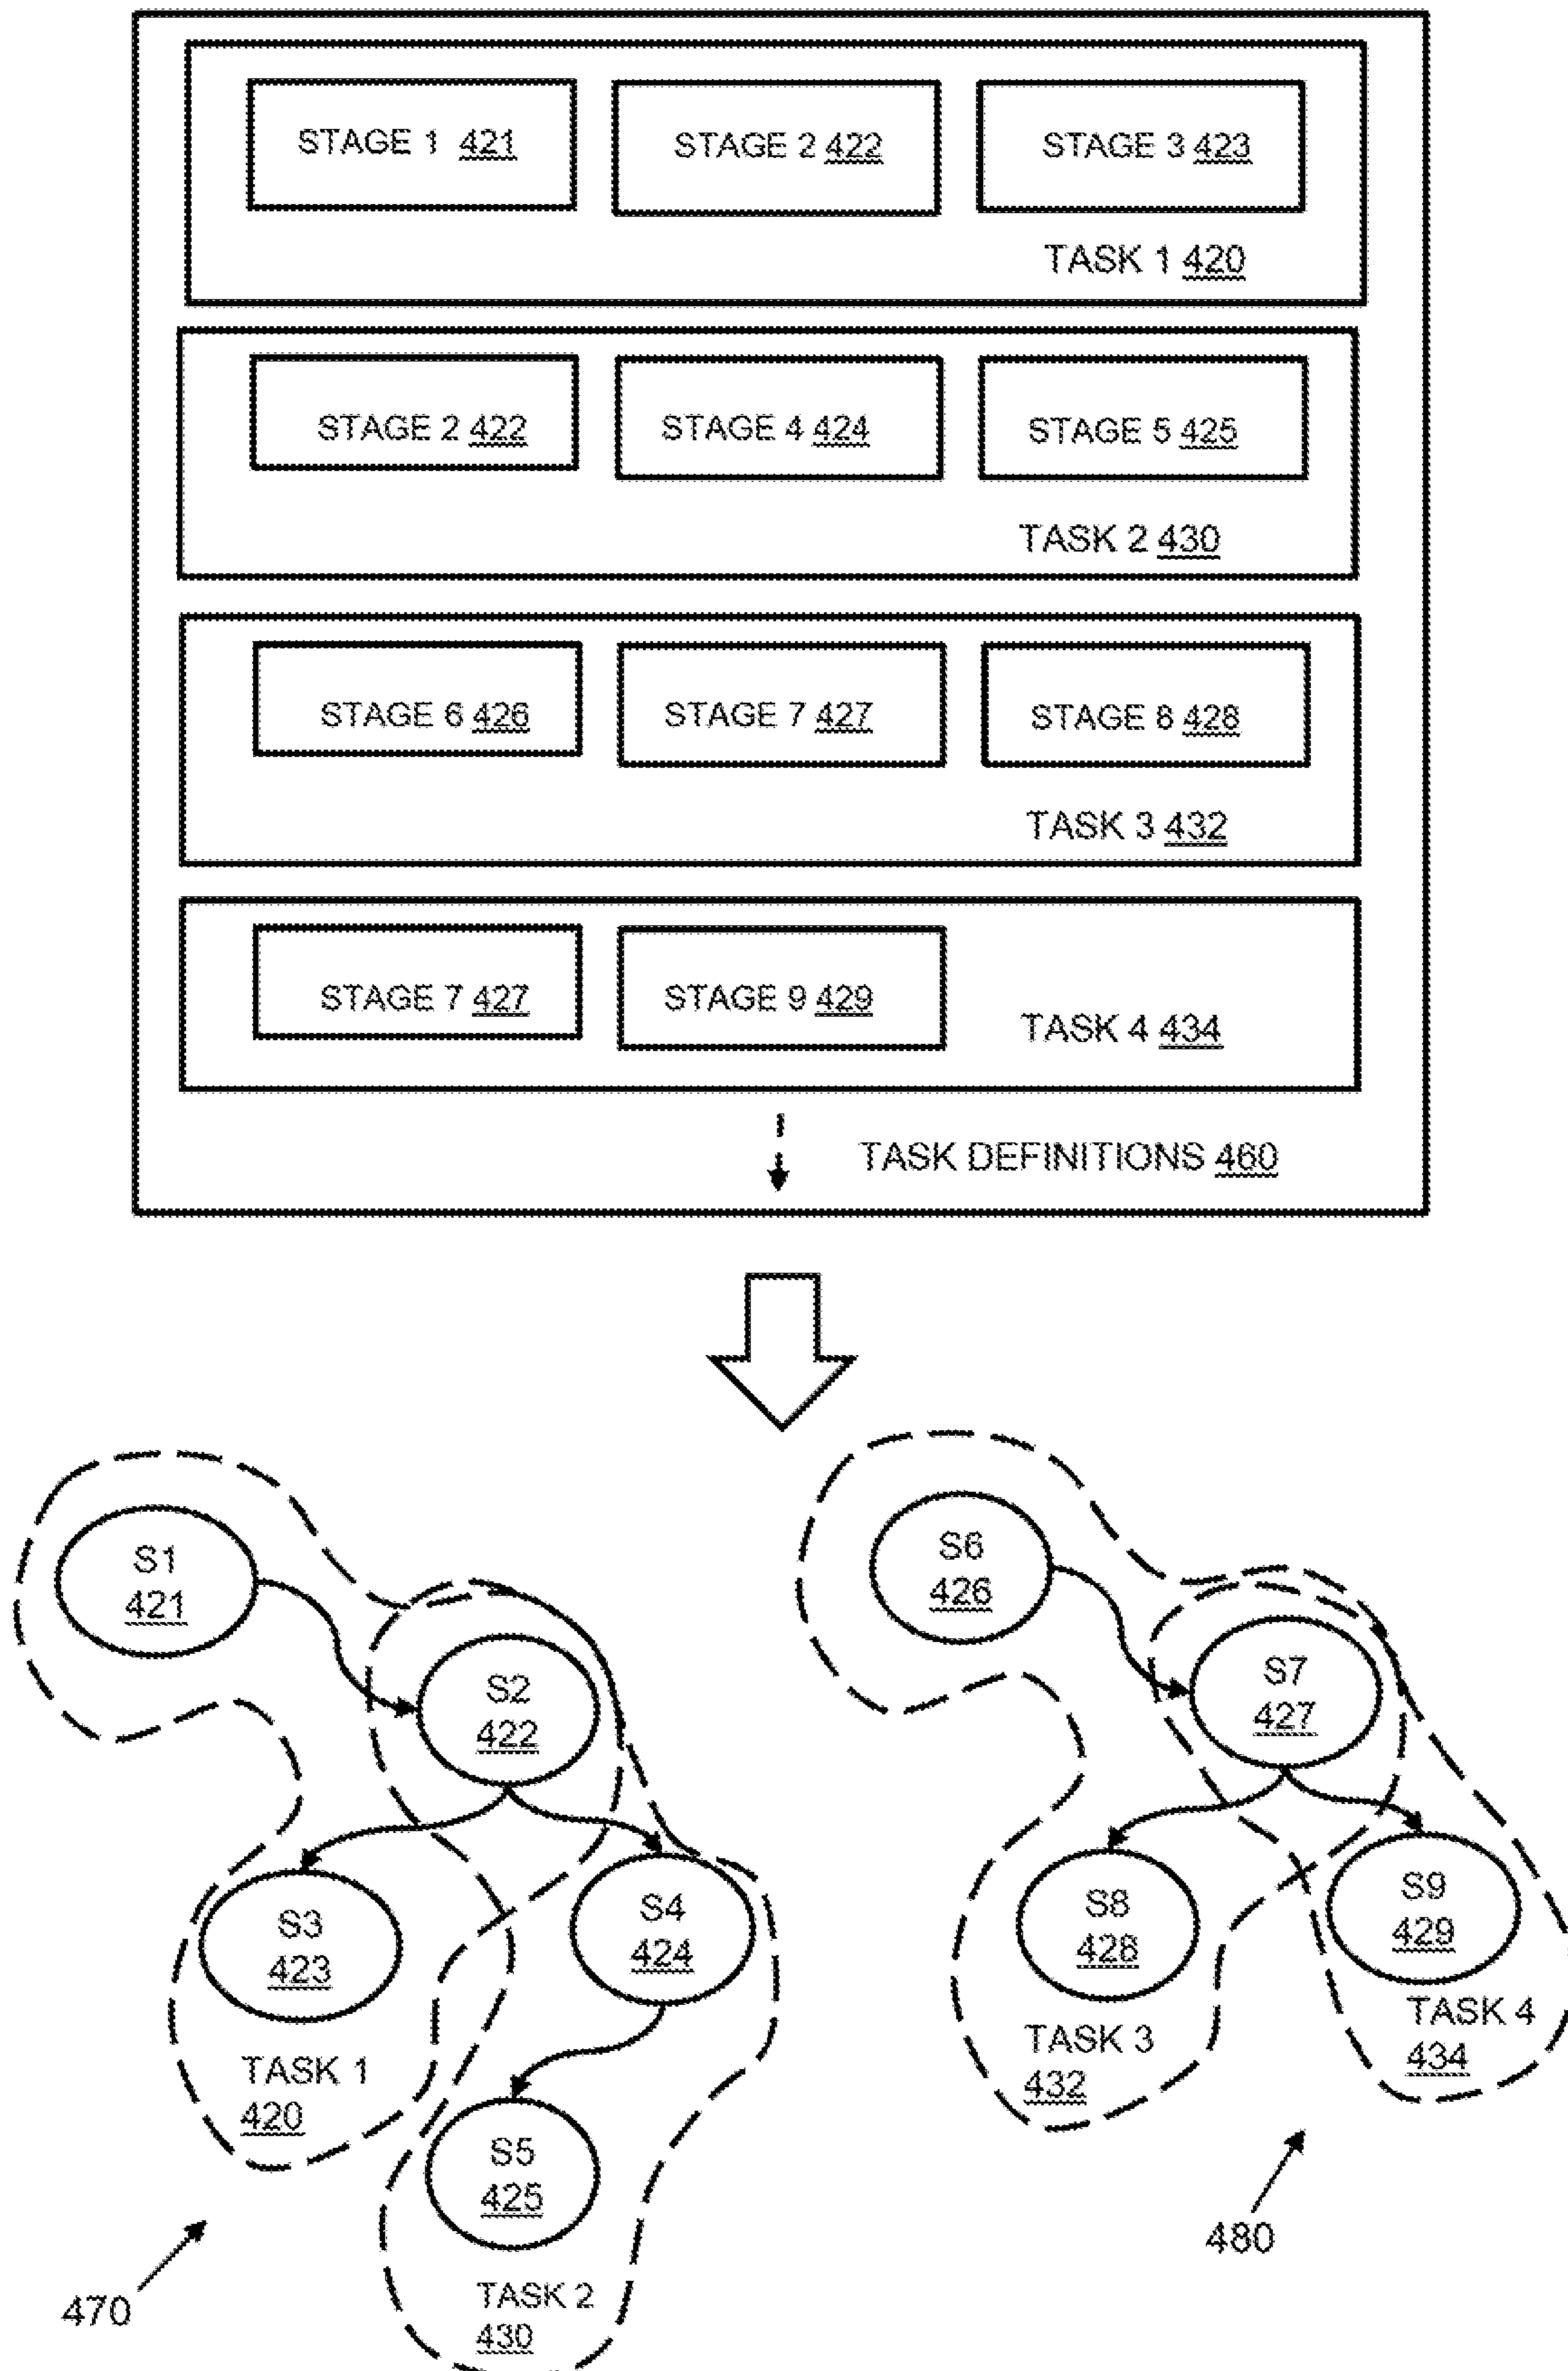 STAGE 1 421
STAGE 2 422
STAGE 3 423
TASK 1 420
STAGE 2 422
STAGE 4 424
STAGE 5 425
TASK 2 430
STAGE 6 426
STAGE 7 427
STAGE 8 428
TASK 3 432
STAGE 7 427
STAGE 9 429
TASK 4 434
TASK DEFINITIONS 460
S1
421
S2
422
S3
423
S4
424
TASK 1
420
S5
425
TASK 2
430
470
S6
426
S7
427
S8
428
S9
429
TASK 3
432
TASK 4
434
480